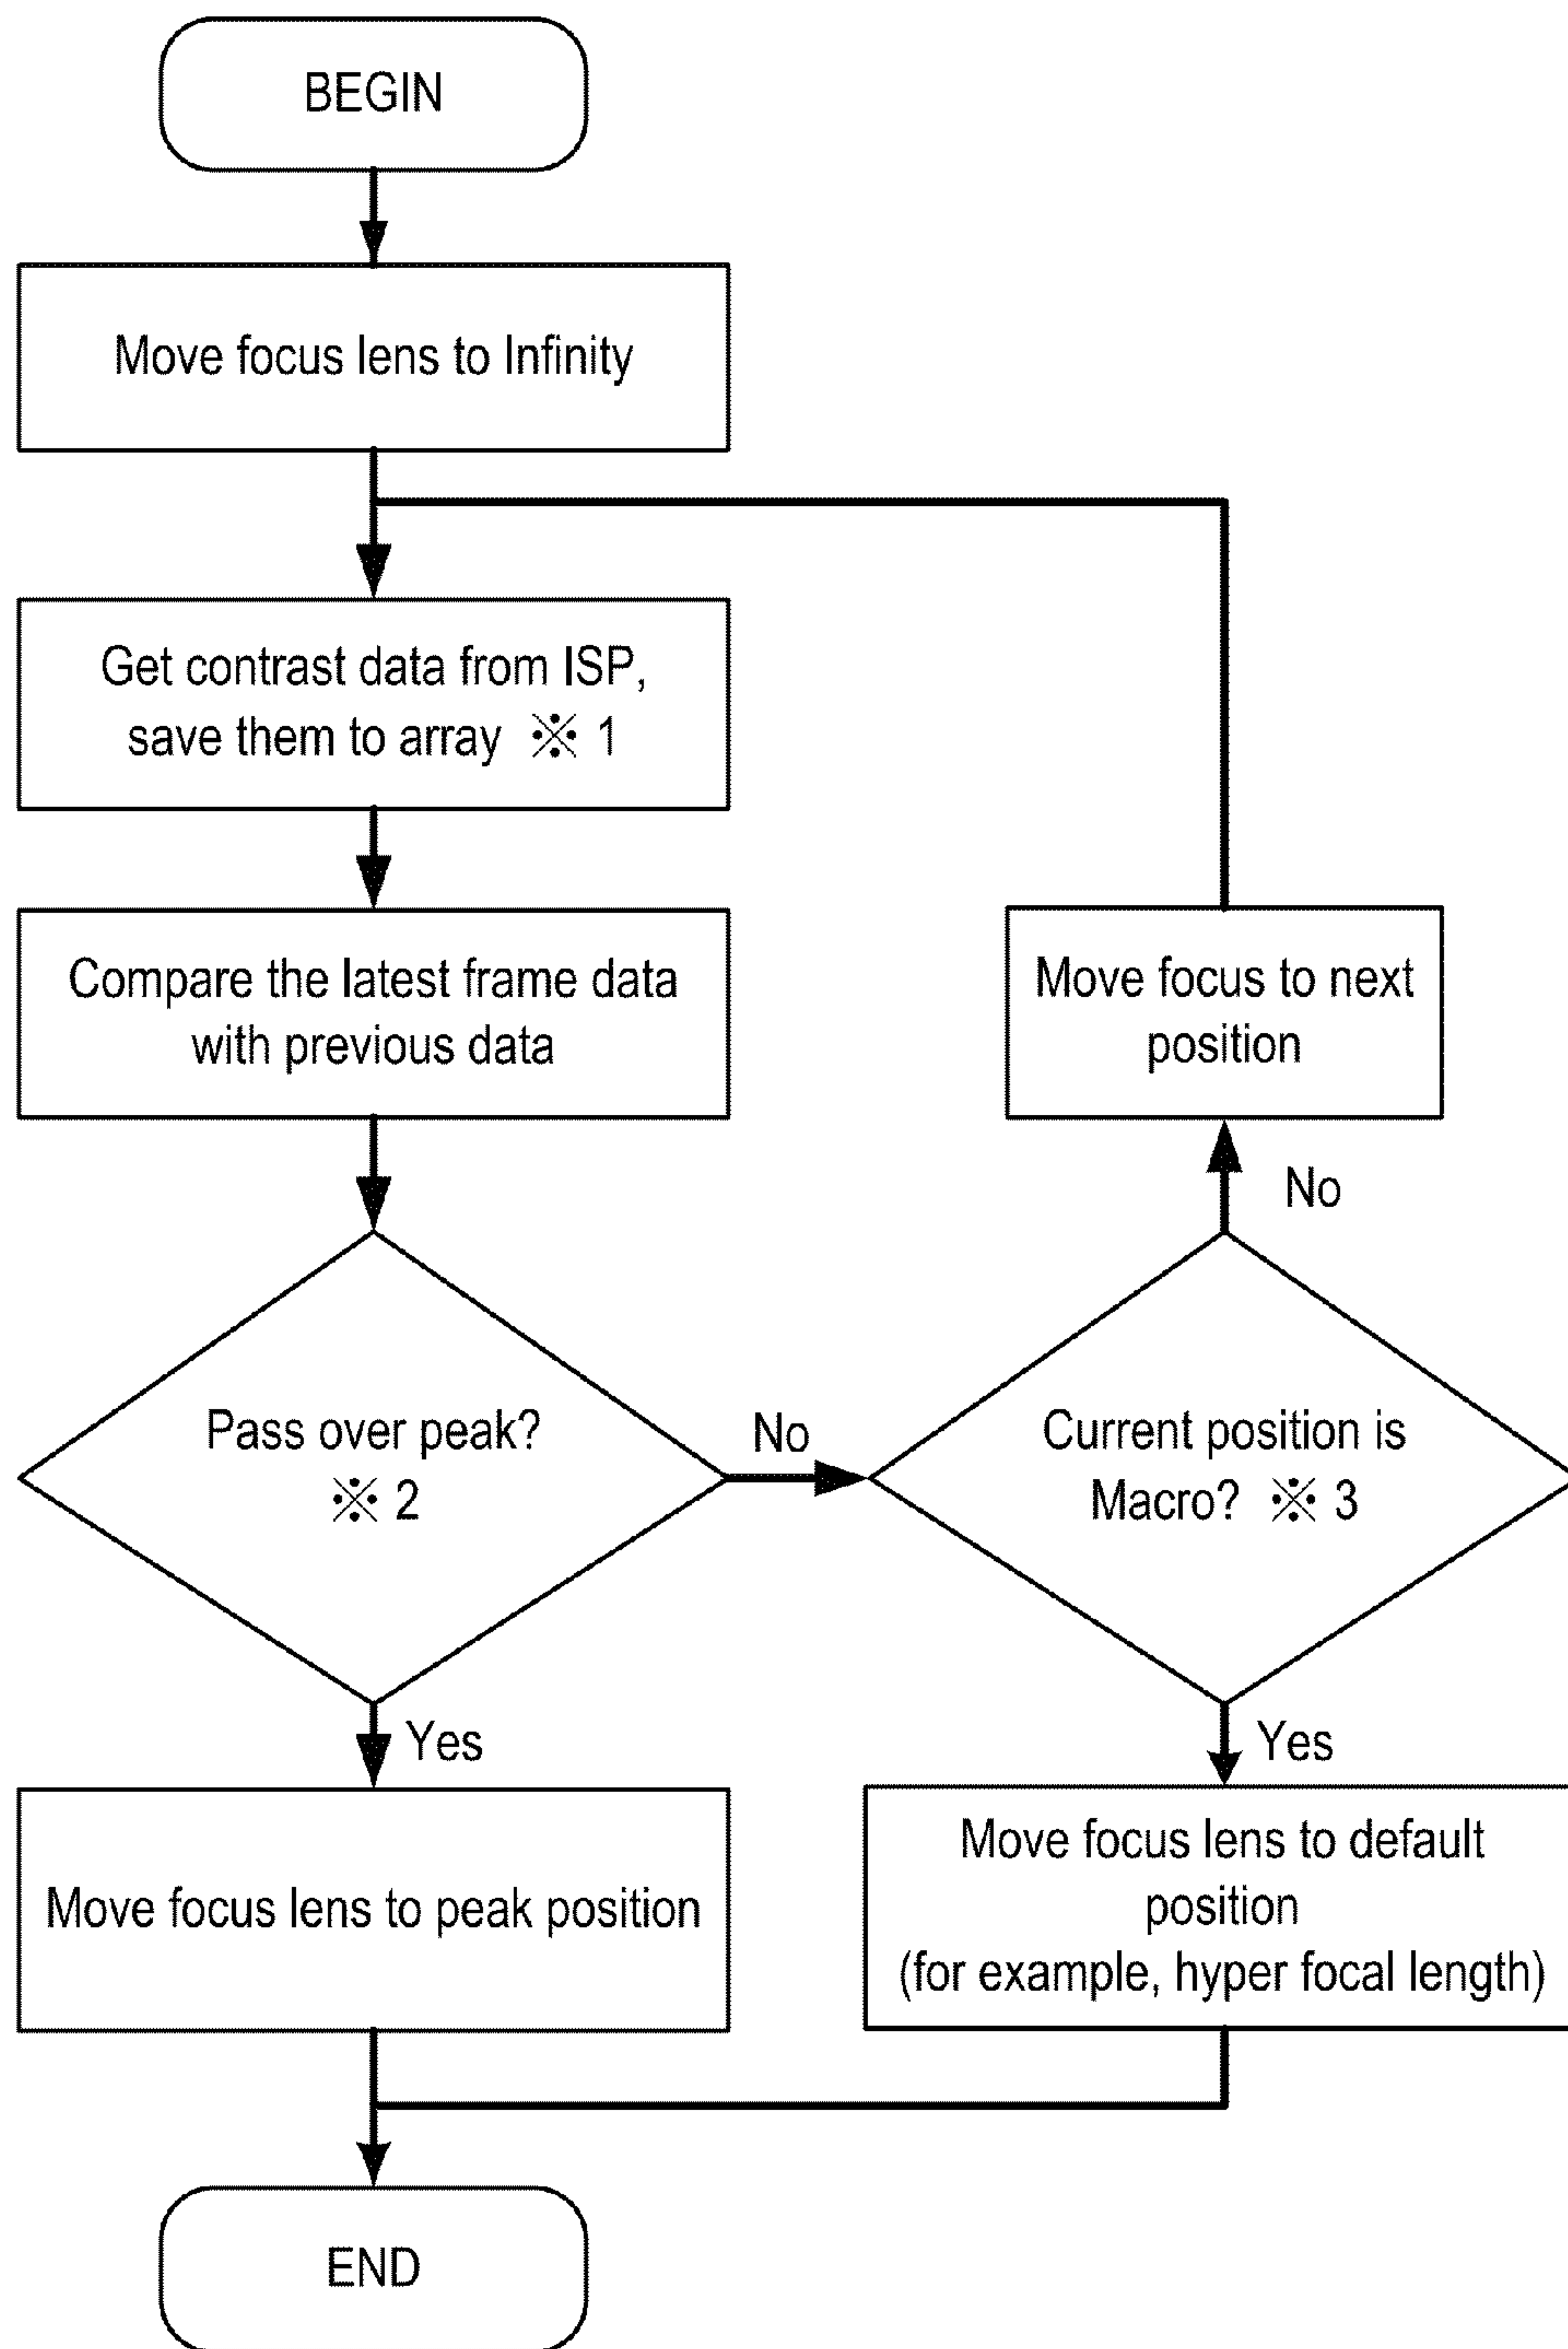 BEGIN
Move focus lens to Infinity
Get contrast data from ISP,
save them to array ※ 1
Compare the latest frame data
with previous data
Move focus to next
position
No
Pass over peak?
※ 2
No
Current position is
Macro? ※ 3
Yes
Yes
Move focus lens to peak position
Move focus lens to default
position
(for example, hyper focal length)
END